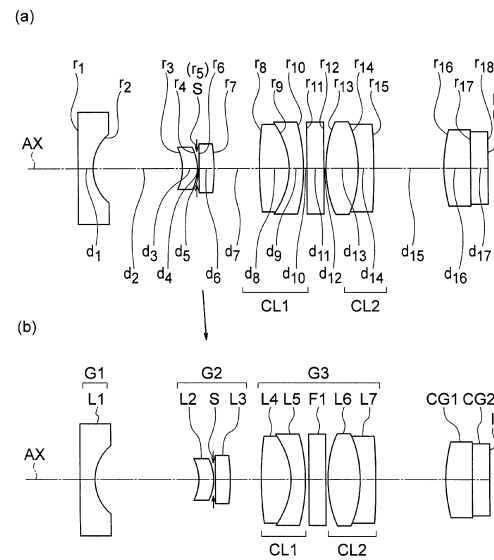 (a)
r1 r2 r3 r4 (r5) S r6 r7 r8 r9 r10 r11 r12 r13 r14 r15 r16 r17 r18 I
AX
d1 d2 d3 d4 d5 d6 d7 d8 d9 d10 d11 d12 d13 d14 d15 d16 d17
CL1 CL2
(b)
G1 G2 G3
L1 L2 S L3 L4 L5 F1 L6 L7 CG1 CG2 I
AX
CL1 CL2